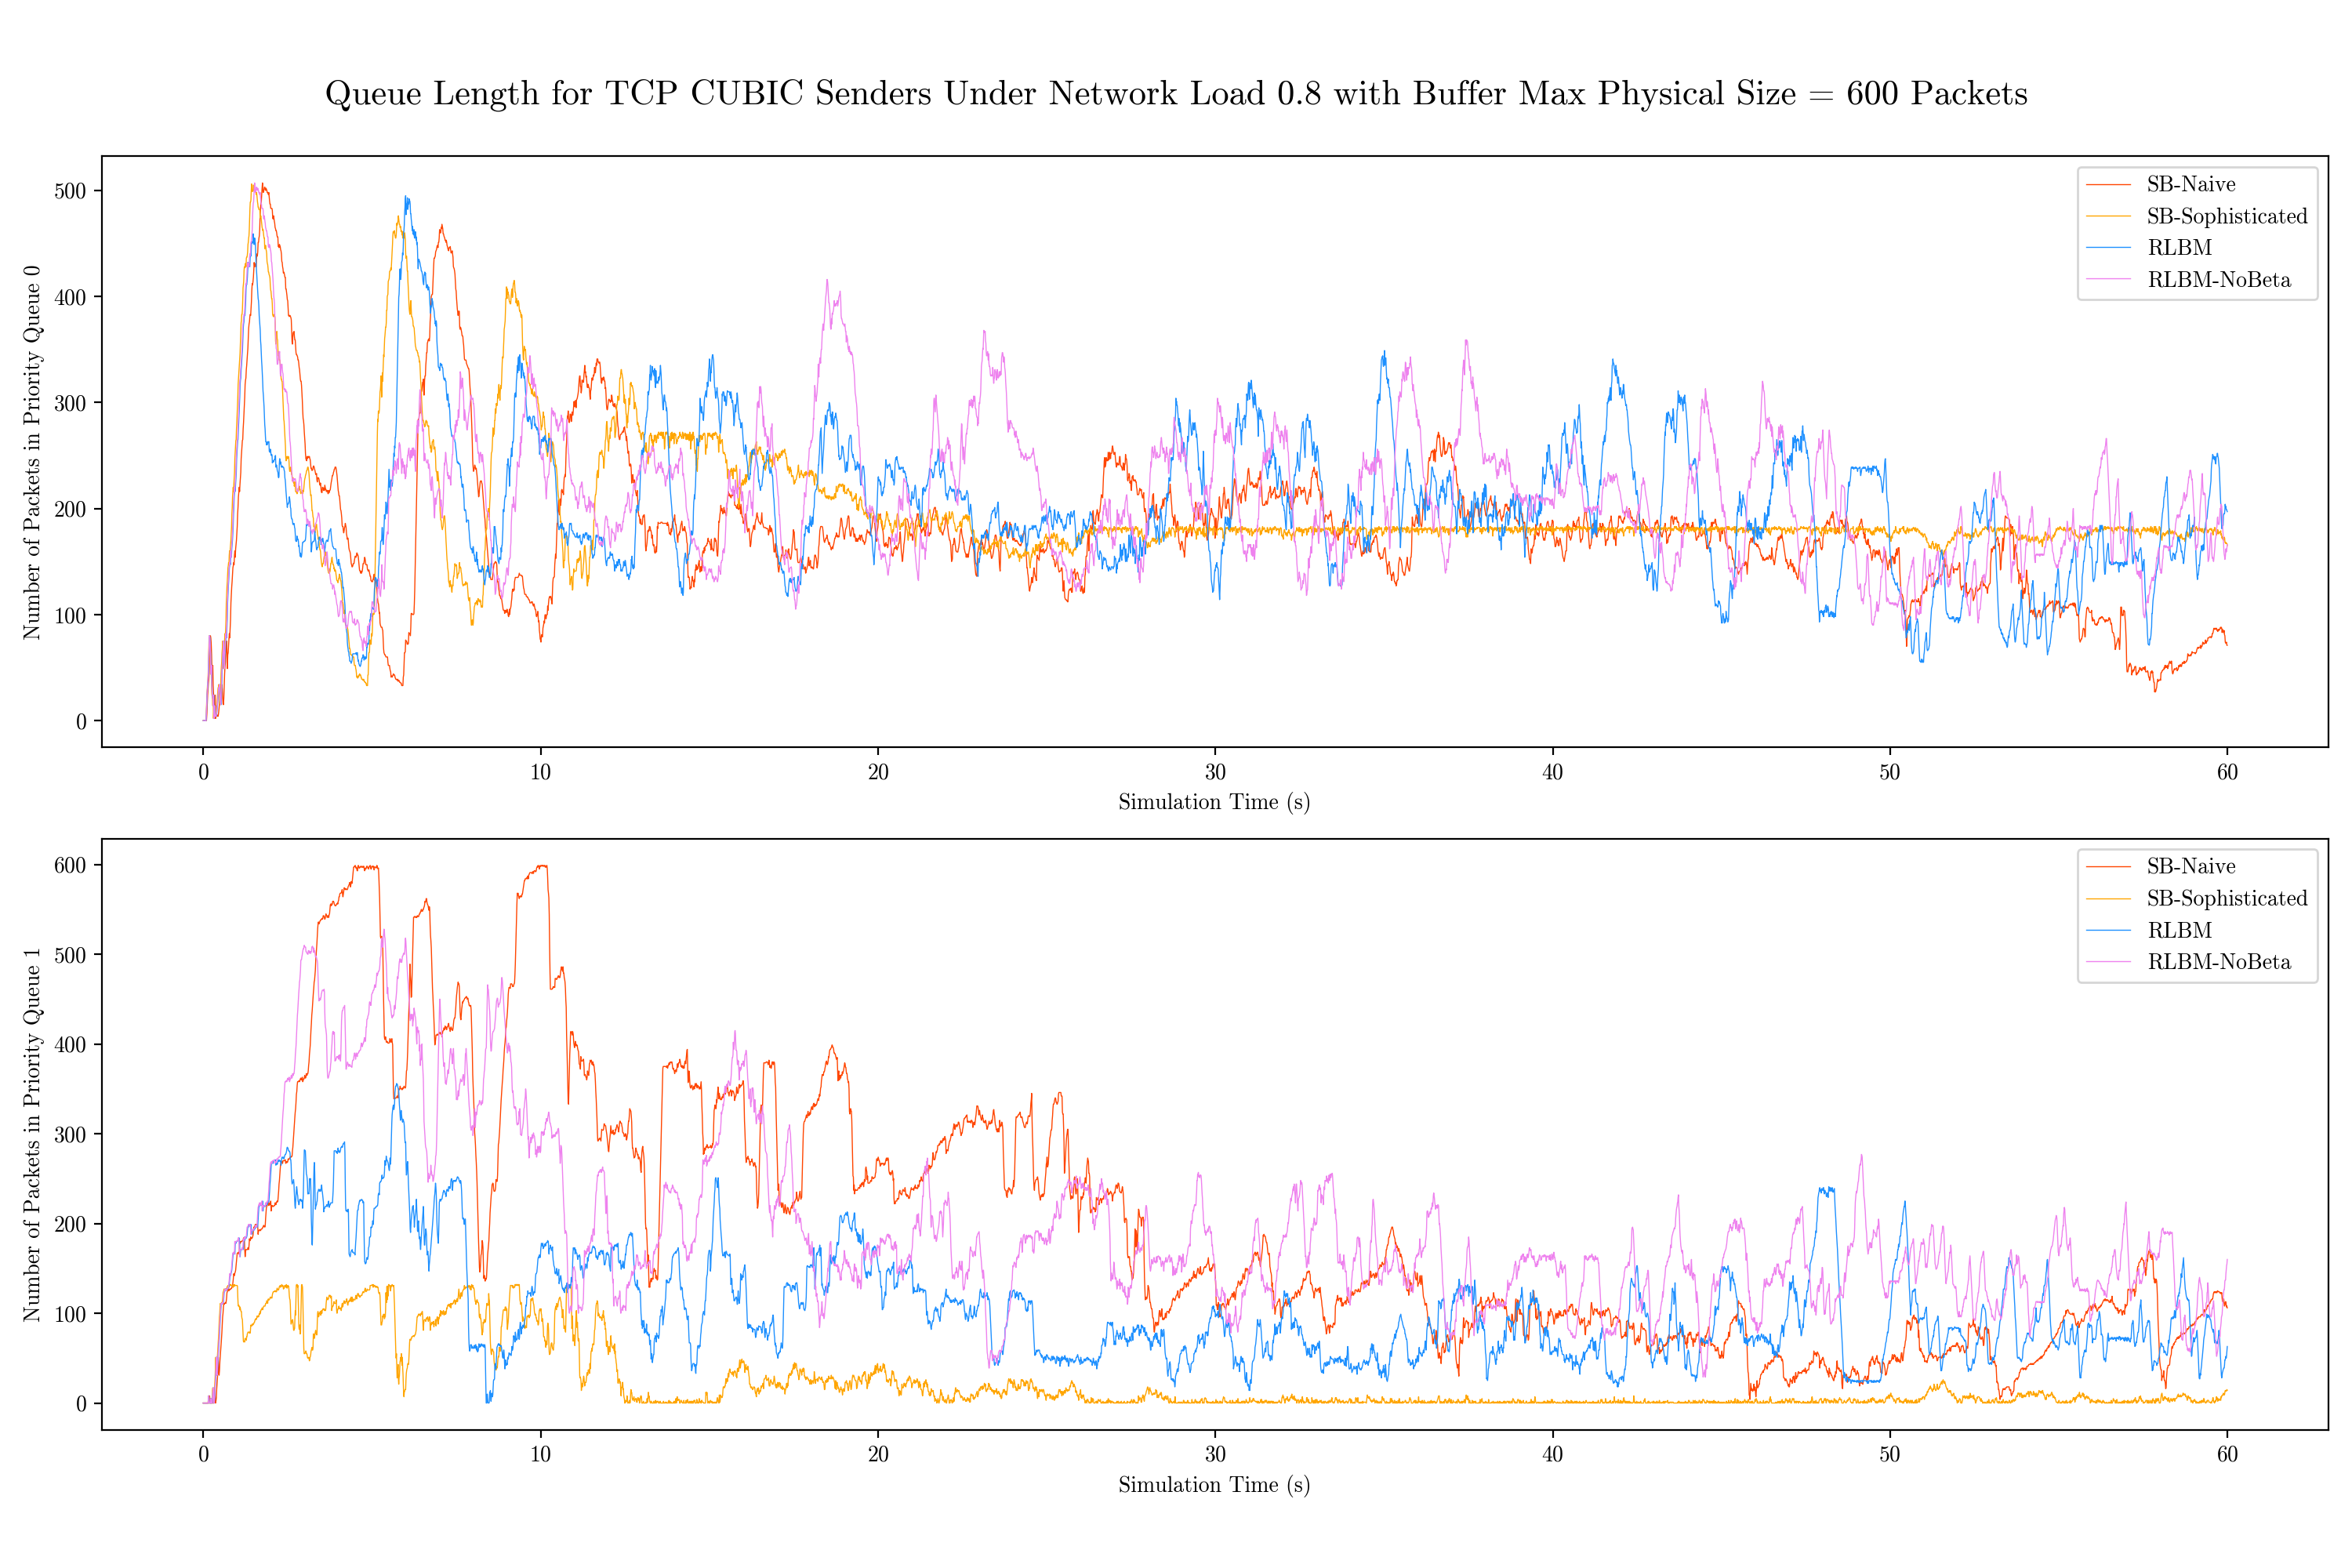 Queue Length for TCP CUBIC Senders Under Network Load 0.8 with Buffer Max Physical Size = 600 Packets
Number of Packets in Priority Queue 0
500
400
300
200
100
0
SB-Naive
SB-Sophisticated
RLBM
RLBM-NoBeta
0 10 20 30 40 50 60
Simulation Time (s)
Number of Packets in Priority Queue 1
600
500
400
300
200
100
0
SB-Naive
SB-Sophisticated
RLBM
RLBM-NoBeta
0 10 20 30 40 50 60
Simulation Time (s)